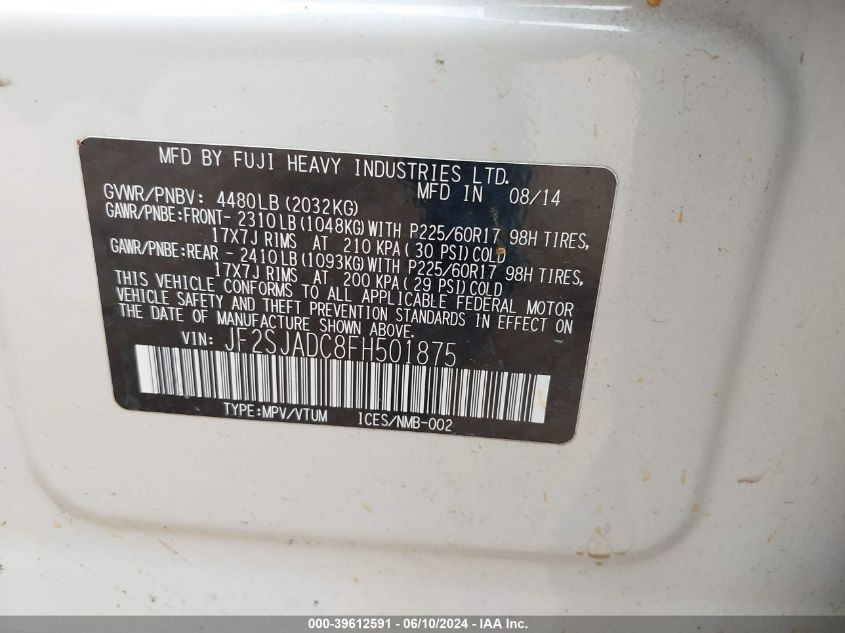 MFD BY FUJI HEAVY INDUSTRIES LTD.
MFD IN 08/14
GVWR/PNBV: 4480LB(2032KG)
GAWR/PNBE:FRONT- 2310LB(1048KG)WITH P225/60R17 98H TIRES,
17X7J RIMS AT 210 KPA(30 PSI)COLD
GAWR/PNBE:REAR - 2410LB(1093KG)WITH P225/60R17 98H TIRES,
17X7J RIMS AT 200 KPA(29 PSI)COLD
THIS VEHICLE CONFORMS TO ALL APPLICABLE FEDERAL MOTOR
VEHICLE SAFETY AND THEFT PREVENTION STANDARDS IN EFFECT ON
THE DATE OF MANUFACTURE SHOWN ABOVE.
VIN: JF2SJADC8FH501875
TYPE:MPV/VTUM ICES/NMB-002
000-39612591 - 06/10/2024 - IAA Inc.